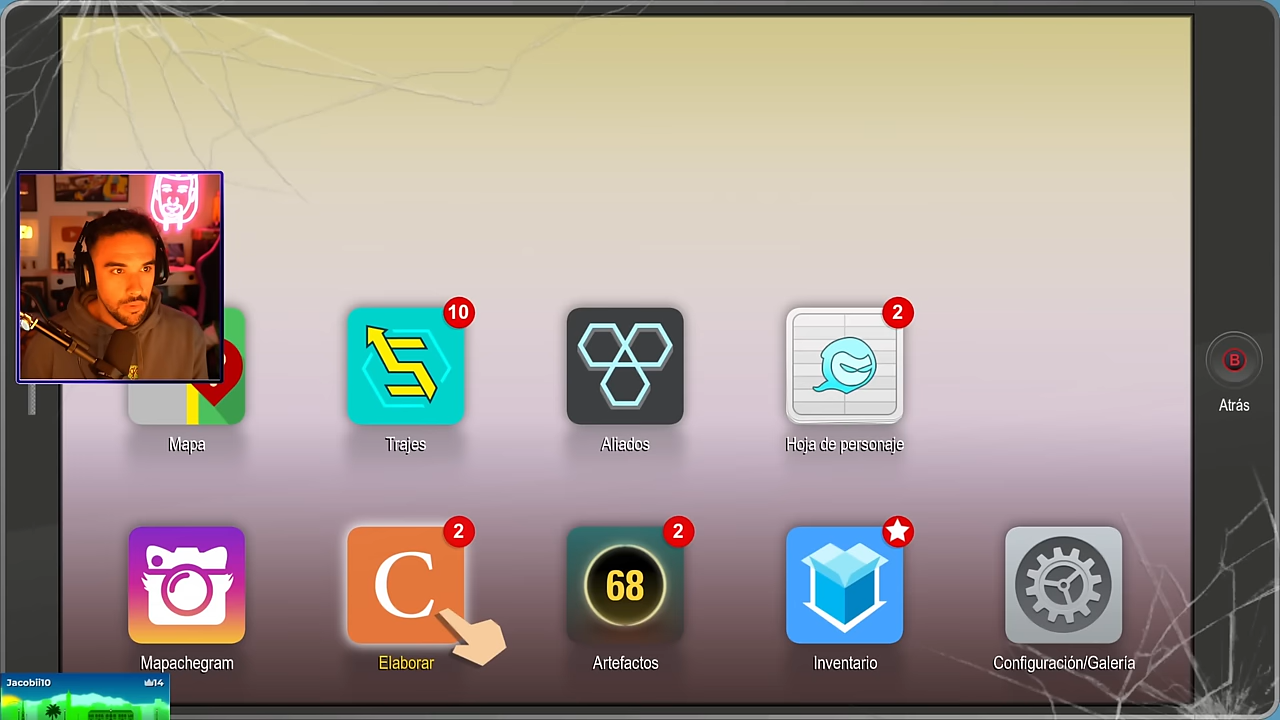 10
2
Mapa
Trajes
Aliados
Hoja de personaje
B
Atrás
2
2
C
68
Mapachegram
Elaborar
Artefactos
Inventario
Configuración/Galería
Jacobii10
14